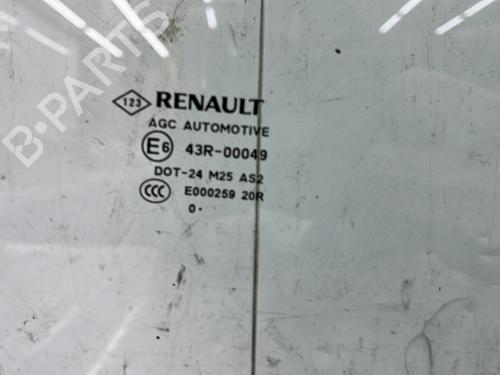 123 RENAULT
AGC AUTOMOTIVE
E6 43R-00049
DOT-24 M25 AS2
CCC E000259 20R
0·
B-PARTS